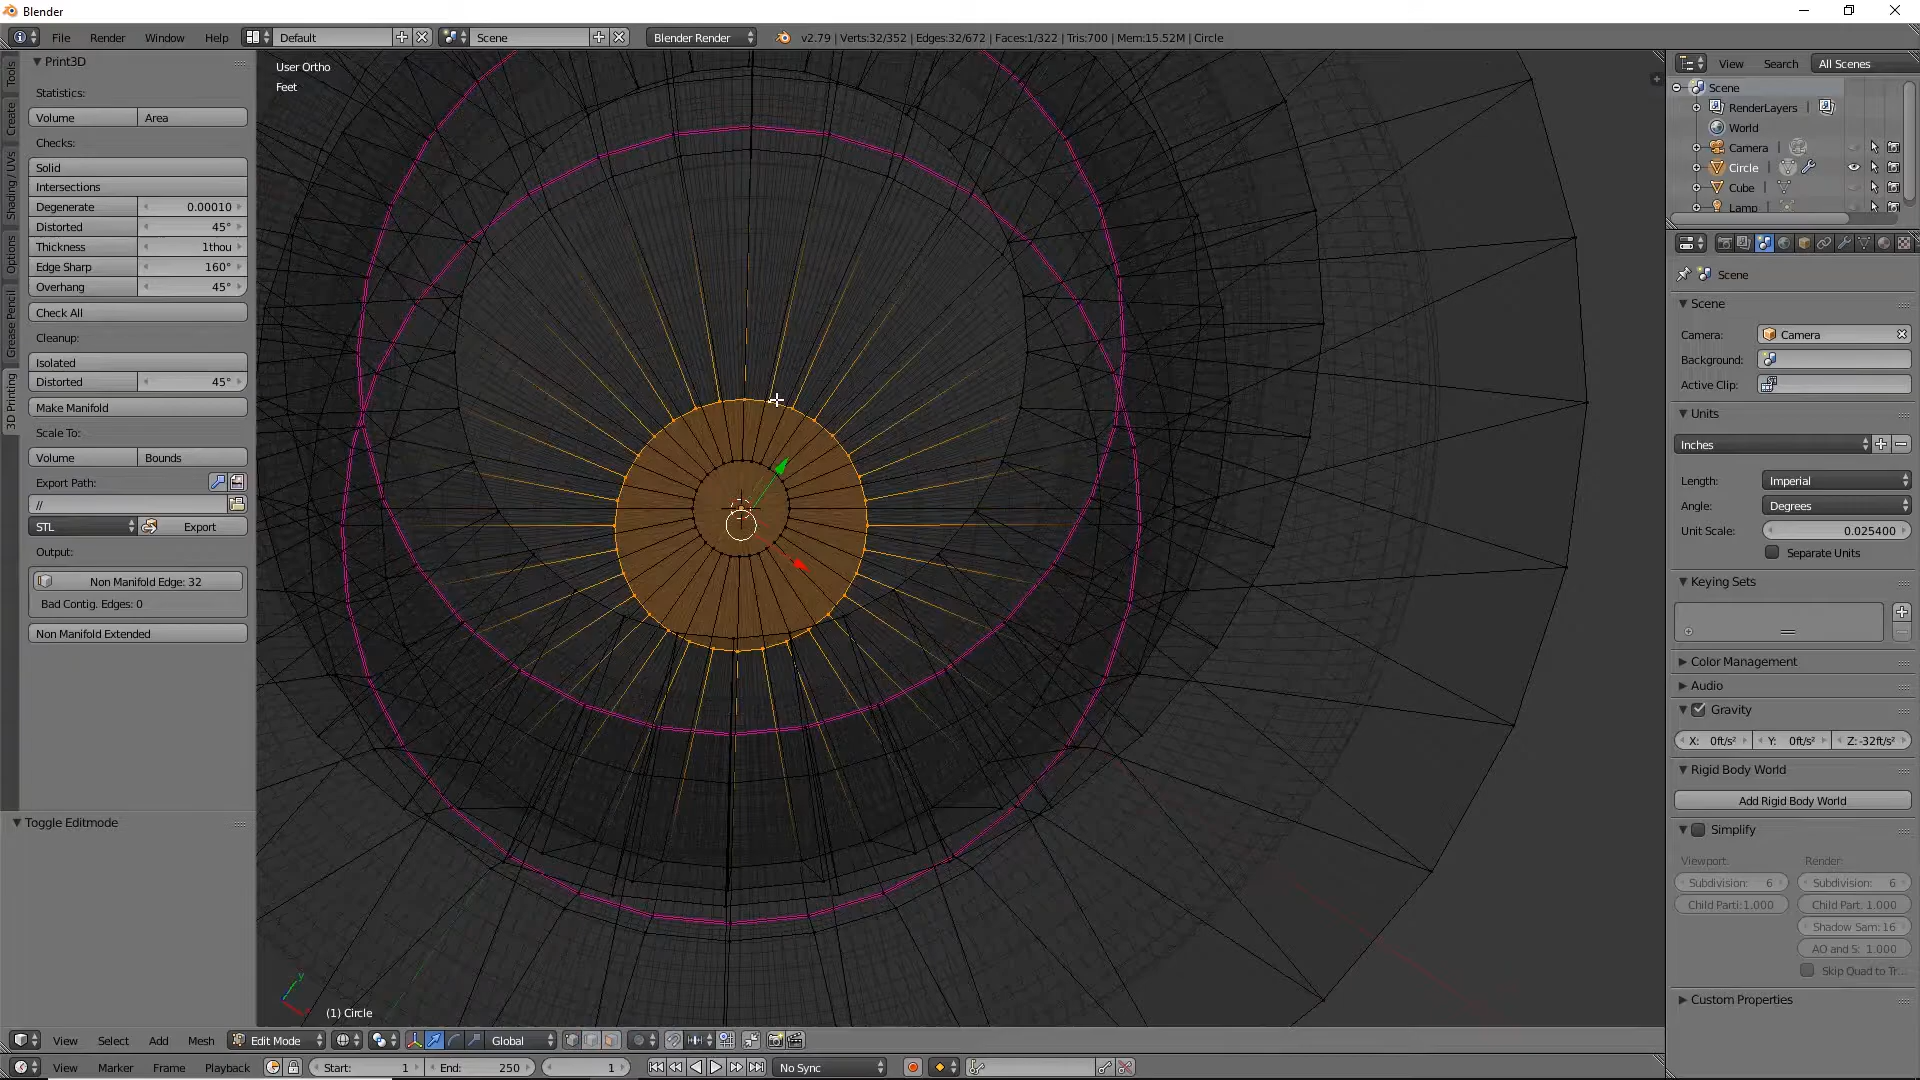 Blender
File Render Window Help Default Scene Blender Render v2.79 | Verts:32/352 | Edges:32/672 | Faces:1/322 | Tris:700 | Mem:15.52M | Circle
Tools
Create
Shading / UVs
Options
Grease Pencil
3D Printing
Print3D
Statistics:
Volume Area
Checks:
Solid
Intersections
Degenerate 0.00010
Distorted 45°
Thickness 1thou
Edge Sharp 160°
Overhang 45°
Check All
Cleanup:
Isolated
Distorted 45°
Make Manifold
Scale To:
Volume Bounds
Export Path:
//
STL Export
Output:
Non Manifold Edge: 32
Bad Contig. Edges: 0
Non Manifold Extended
Toggle Editmode
User Ortho
Feet
y
(1) Circle
View Search All Scenes
Scene
RenderLayers
World
Camera
Circle
Cube
Lamp
Scene
Scene
Camera: Camera
Background:
Active Clip:
Units
Inches
Length: Imperial
Angle: Degrees
Unit Scale: 0.025400
Separate Units
Keying Sets
Color Management
Audio
Gravity
X: 0ft/s² Y: 0ft/s² Z: -32ft/s²
Rigid Body World
Add Rigid Body World
Simplify
Viewport: Render:
Subdivision: 6 Subdivision: 6
Child Parti:1.000 Child Part: 1.000
Shadow Sam: 16
AO and S: 1.000
Skip Quad to Tr...
Custom Properties
View Select Add Mesh Edit Mode Global
View Marker Frame Playback Start: 1 End: 250 1 No Sync